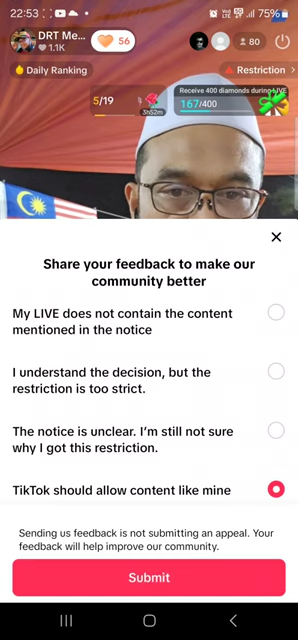 22:53
75%
DRT Me...
1.1K
56
80
Daily Ranking
Restriction >
5/19
3h52m
Receive 400 diamonds during LIVE
167/400
Share your feedback to make our
community better
My LIVE does not contain the content
mentioned in the notice
I understand the decision, but the
restriction is too strict.
The notice is unclear. I'm still not sure
why I got this restriction.
TikTok should allow content like mine
Sending us feedback is not submitting an appeal. Your
feedback will help improve our community.
Submit